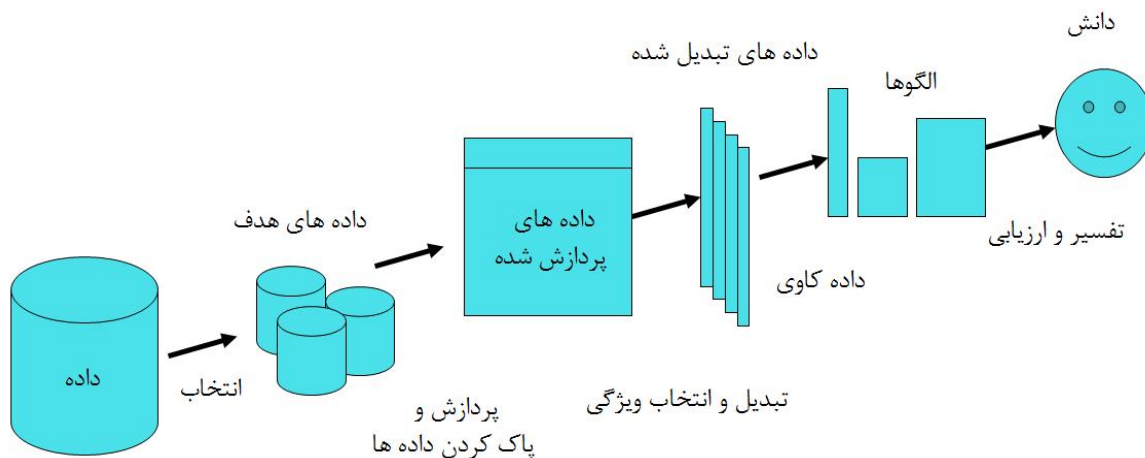 دانش
داده های تبدیل شده
الگوها
داده های هدف
داده های
پردازش شده
تفسیر و ارزیابی
داده کاوی
داده
انتخاب
تبدیل و انتخاب ویژگی
پردازش و
پاک کردن داده ها